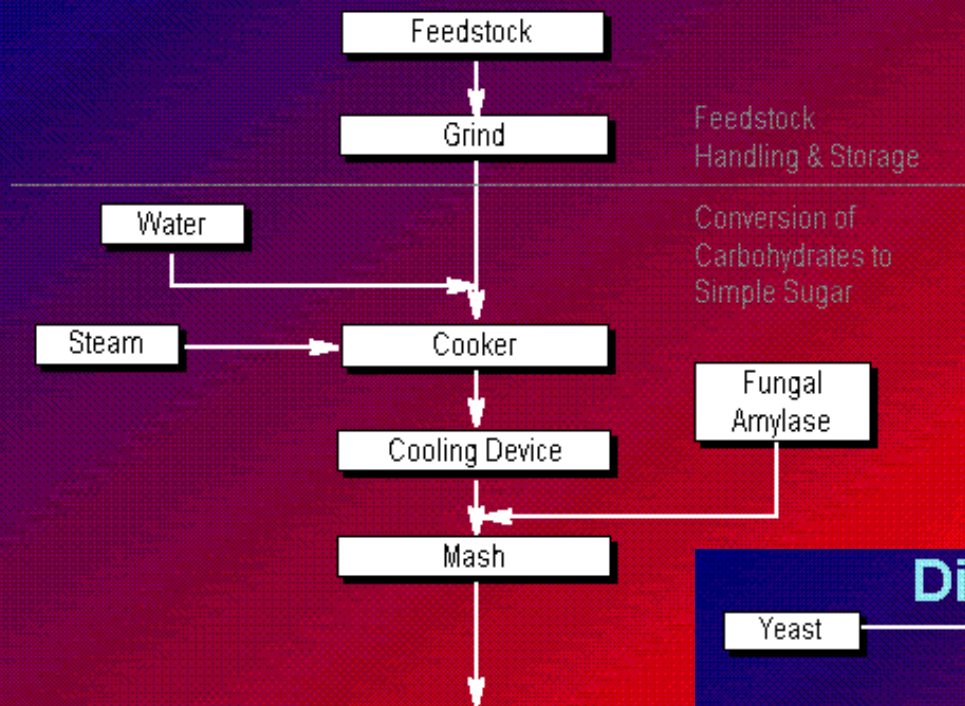 Feedstock
Grind
Feedstock
Handling & Storage
Water
Conversion of
Carbohydrates to
Simple Sugar
Steam
Cooker
Fungal
Amylase
Cooling Device
Mash
Di
Yeast